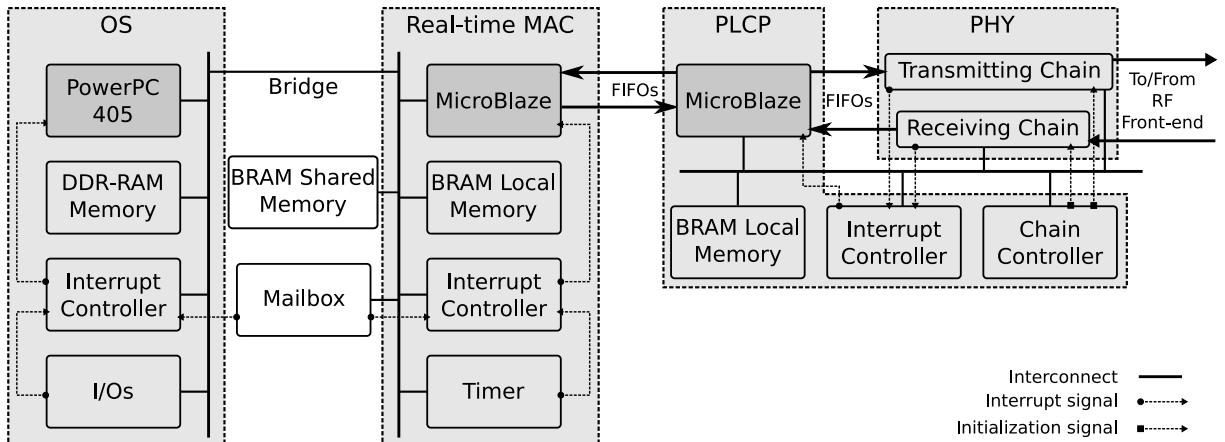 OS
Real-time MAC
PLCP
PHY
PowerPC
405
Bridge
MicroBlaze
FIFOs
MicroBlaze
FIFOs
Transmitting Chain
Receiving Chain
To/From
RF
Front-end
DDR-RAM
Memory
BRAM Shared
Memory
BRAM Local
Memory
BRAM Local
Memory
Interrupt
Controller
Chain
Controller
Interrupt
Controller
Mailbox
Interrupt
Controller
I/Os
Timer
Interconnect
Interrupt signal
Initialization signal